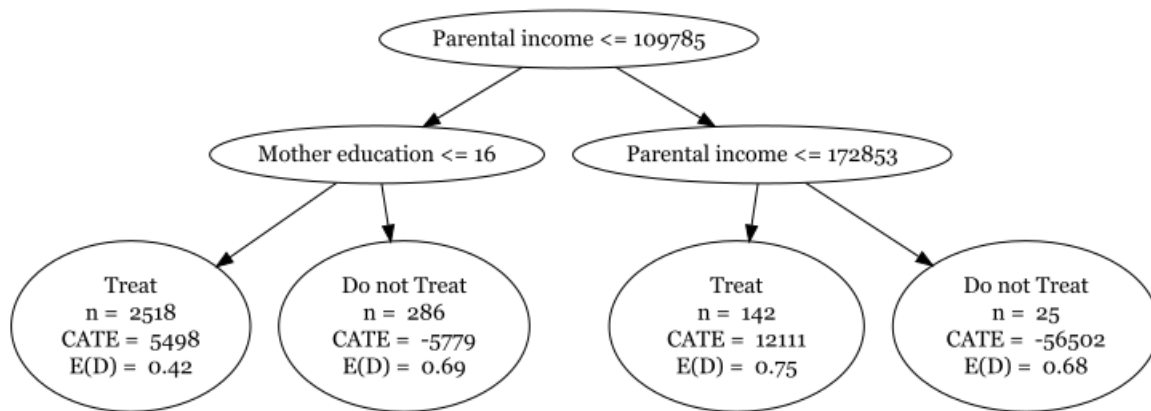 Parental income <= 109785
Mother education <= 16
Parental income <= 172853
Treat
n = 2518
CATE = 5498
E(D) = 0.42
Do not Treat
n = 286
CATE = -5779
E(D) = 0.69
Treat
n = 142
CATE = 12111
E(D) = 0.75
Do not Treat
n = 25
CATE = -56502
E(D) = 0.68